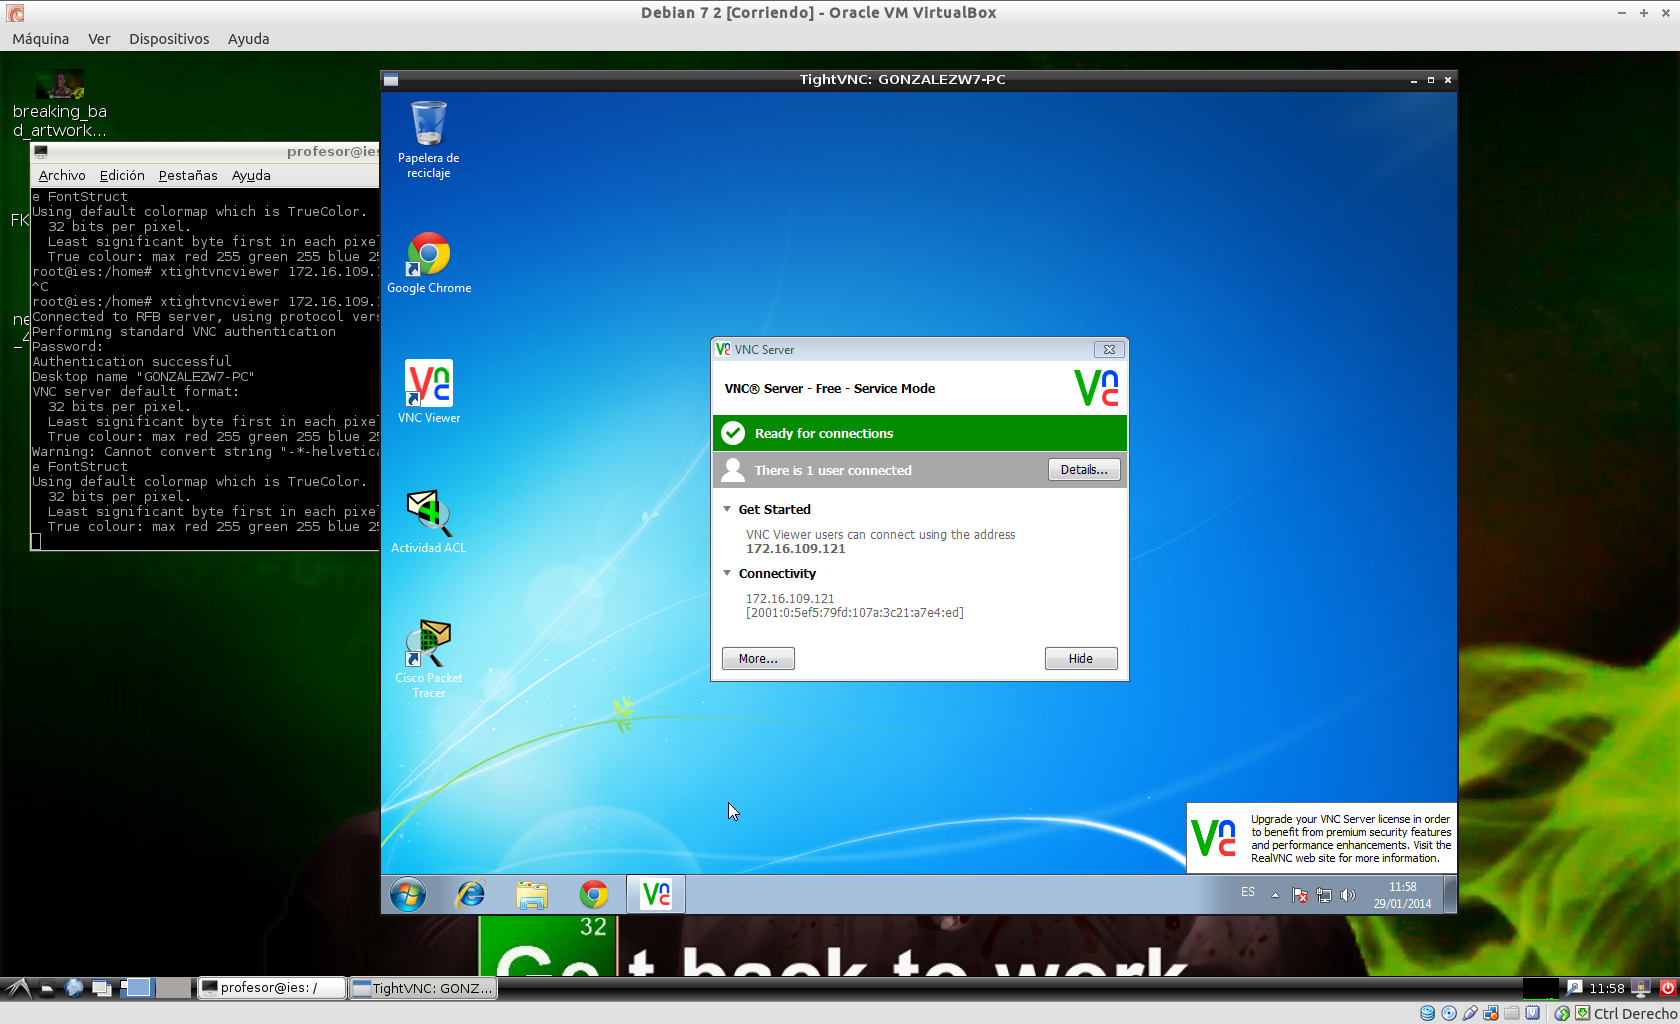 Debian 7 2 [Corriendo] - Oracle VM VirtualBox
Máquina Ver Dispositivos Ayuda
breaking_ba
d_artwork...
FK
ne
profesor@ies
Archivo Edición Pestañas Ayuda
e FontStruct
Using default colormap which is TrueColor.
32 bits per pixel.
Least significant byte first in each pixe
True colour: max red 255 green 255 blue 25
root@ies:/home# xtightvncviewer 172.16.109.1
^C
root@ies:/home# xtightvncviewer 172.16.109.1
Connected to RFB server, using protocol vers
Performing standard VNC authentication
Password:
Authentication successful
Desktop name "GONZALEZW7-PC"
VNC server default format:
32 bits per pixel.
Least significant byte first in each pixe
True colour: max red 255 green 255 blue 25
Warning: Cannot convert string "-*-helvetica
e FontStruct
Using default colormap which is TrueColor.
32 bits per pixel.
Least significant byte first in each pixe
True colour: max red 255 green 255 blue 25
TightVNC: GONZALEZW7-PC
Papelera de
reciclaje
Google Chrome
VNC Viewer
Actividad ACL
Cisco Packet
Tracer
VNC Server
VNC® Server - Free - Service Mode
Ready for connections
There is 1 user connected
Details...
Get Started
VNC Viewer users can connect using the address
172.16.109.121
Connectivity
172.16.109.121
[2001:0:5ef5:79fd:107a:3c21:a7e4:ed]
More...
Hide
Upgrade your VNC Server license in order
to benefit from premium security features
and performance enhancements. Visit the
RealVNC web site for more information.
ES
11:58
29/01/2014
32
Get back to work
profesor@ies: /
TightVNC: GONZ...
11:58
Ctrl Derecho